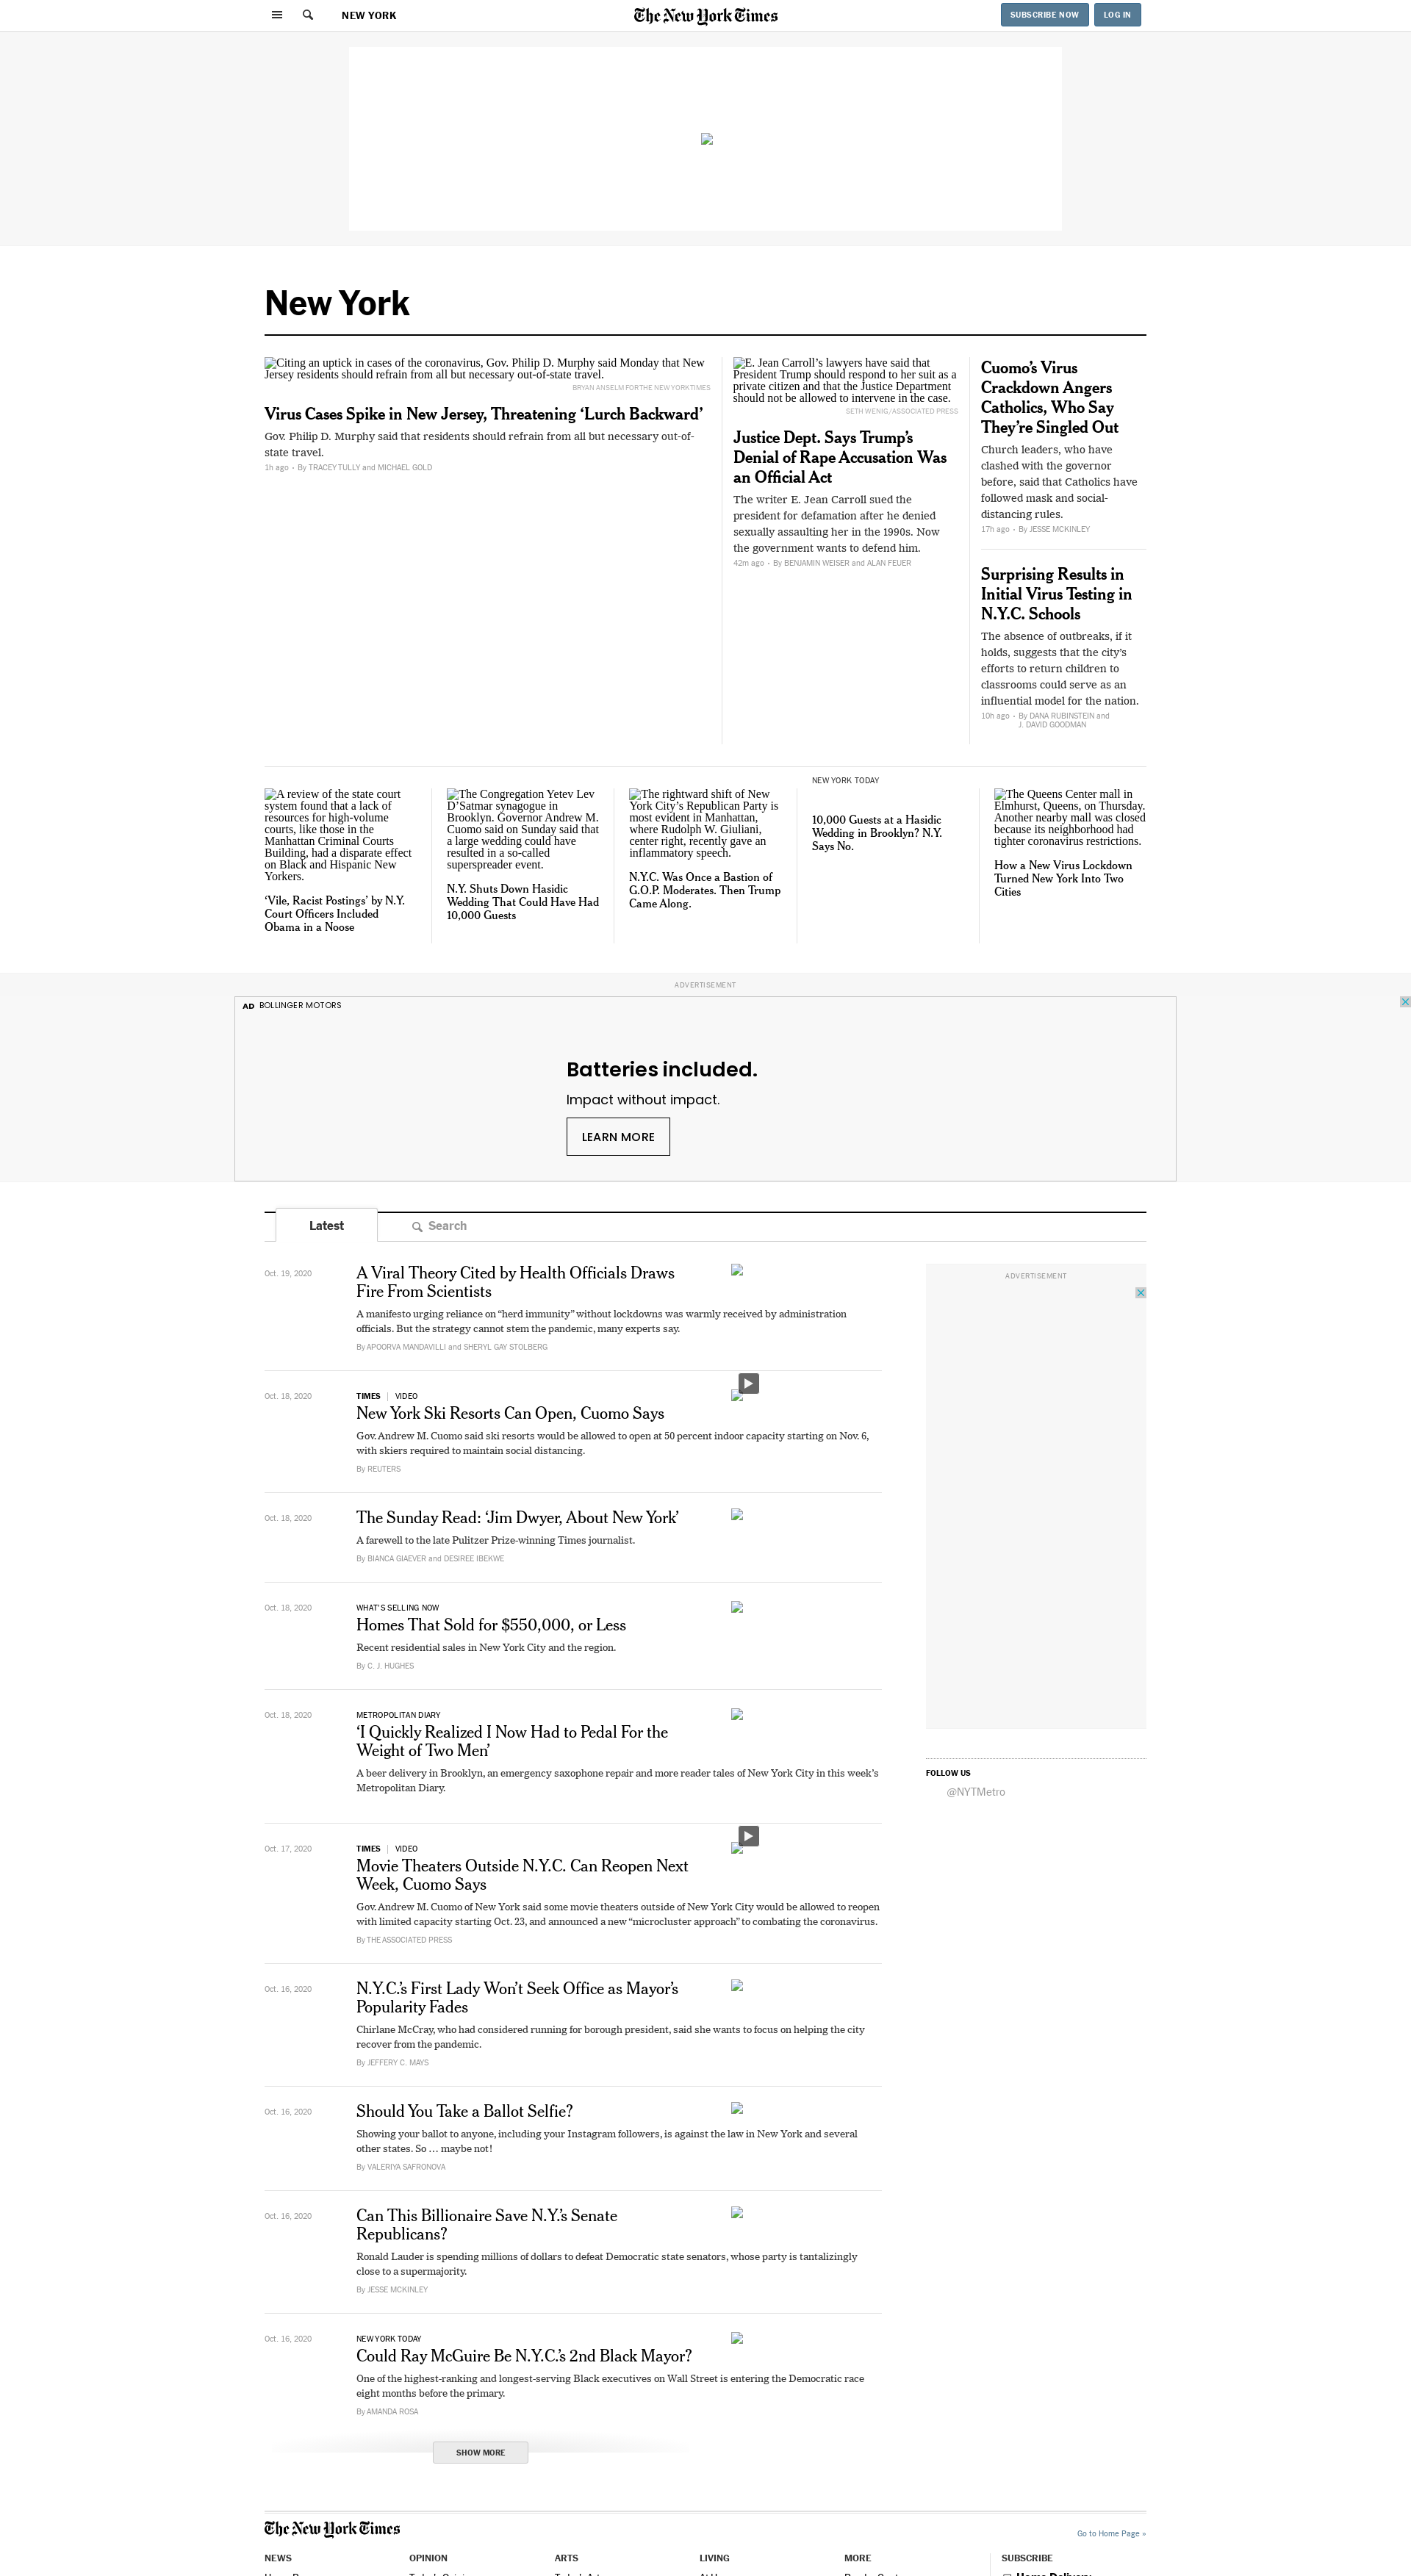 NEW YORK
The New York Times
SUBSCRIBE NOW
LOG IN
New York
Citing an uptick in cases of the coronavirus, Gov. Philip D. Murphy said Monday that New
Jersey residents should refrain from all but necessary out-of-state travel.
BRYAN ANSELM FOR THE NEW YORK TIMES
Virus Cases Spike in New Jersey, Threatening ‘Lurch Backward’
Gov. Philip D. Murphy said that residents should refrain from all but necessary out-of-
state travel.
1h ago • By TRACEY TULLY and MICHAEL GOLD
E. Jean Carroll’s lawyers have said that
President Trump should respond to her suit as a
private citizen and that the Justice Department
should not be allowed to intervene in the case.
SETH WENIG/ASSOCIATED PRESS
Justice Dept. Says Trump’s
Denial of Rape Accusation Was
an Official Act
The writer E. Jean Carroll sued the
president for defamation after he denied
sexually assaulting her in the 1990s. Now
the government wants to defend him.
42m ago • By BENJAMIN WEISER and ALAN FEUER
Cuomo’s Virus
Crackdown Angers
Catholics, Who Say
They’re Singled Out
Church leaders, who have
clashed with the governor
before, said that Catholics have
followed mask and social-
distancing rules.
17h ago • By JESSE MCKINLEY
Surprising Results in
Initial Virus Testing in
N.Y.C. Schools
The absence of outbreaks, if it
holds, suggests that the city’s
efforts to return children to
classrooms could serve as an
influential model for the nation.
10h ago • By DANA RUBINSTEIN and
J. DAVID GOODMAN
A review of the state court
system found that a lack of
resources for high-volume
courts, like those in the
Manhattan Criminal Courts
Building, had a disparate effect
on Black and Hispanic New
Yorkers.
‘Vile, Racist Postings’ by N.Y.
Court Officers Included
Obama in a Noose
The Congregation Yetev Lev
D’Satmar synagogue in
Brooklyn. Governor Andrew M.
Cuomo said on Sunday said that
a large wedding could have
resulted in a so-called
superspreader event.
N.Y. Shuts Down Hasidic
Wedding That Could Have Had
10,000 Guests
The rightward shift of New
York City’s Republican Party is
most evident in Manhattan,
where Rudolph W. Giuliani,
center right, recently gave an
inflammatory speech.
N.Y.C. Was Once a Bastion of
G.O.P. Moderates. Then Trump
Came Along.
NEW YORK TODAY
10,000 Guests at a Hasidic
Wedding in Brooklyn? N.Y.
Says No.
The Queens Center mall in
Elmhurst, Queens, on Thursday.
Another nearby mall was closed
because its neighborhood had
tighter coronavirus restrictions.
How a New Virus Lockdown
Turned New York Into Two
Cities
ADVERTISEMENT
AD BOLLINGER MOTORS
Batteries included.
Impact without impact.
LEARN MORE
Latest
Search
Oct. 19, 2020
A Viral Theory Cited by Health Officials Draws
Fire From Scientists
A manifesto urging reliance on “herd immunity” without lockdowns was warmly received by administration
officials. But the strategy cannot stem the pandemic, many experts say.
By APOORVA MANDAVILLI and SHERYL GAY STOLBERG
ADVERTISEMENT
Oct. 18, 2020
TIMES | VIDEO
New York Ski Resorts Can Open, Cuomo Says
Gov. Andrew M. Cuomo said ski resorts would be allowed to open at 50 percent indoor capacity starting on Nov. 6,
with skiers required to maintain social distancing.
By REUTERS
Oct. 18, 2020
The Sunday Read: ‘Jim Dwyer, About New York’
A farewell to the late Pulitzer Prize-winning Times journalist.
By BIANCA GIAEVER and DESIREE IBEKWE
Oct. 18, 2020
WHAT’S SELLING NOW
Homes That Sold for $550,000, or Less
Recent residential sales in New York City and the region.
By C. J. HUGHES
Oct. 18, 2020
METROPOLITAN DIARY
‘I Quickly Realized I Now Had to Pedal For the
Weight of Two Men’
A beer delivery in Brooklyn, an emergency saxophone repair and more reader tales of New York City in this week’s
Metropolitan Diary.
FOLLOW US
@NYTMetro
Oct. 17, 2020
TIMES | VIDEO
Movie Theaters Outside N.Y.C. Can Reopen Next
Week, Cuomo Says
Gov. Andrew M. Cuomo of New York said some movie theaters outside of New York City would be allowed to reopen
with limited capacity starting Oct. 23, and announced a new “microcluster approach” to combating the coronavirus.
By THE ASSOCIATED PRESS
Oct. 16, 2020
N.Y.C.’s First Lady Won’t Seek Office as Mayor’s
Popularity Fades
Chirlane McCray, who had considered running for borough president, said she wants to focus on helping the city
recover from the pandemic.
By JEFFERY C. MAYS
Oct. 16, 2020
Should You Take a Ballot Selfie?
Showing your ballot to anyone, including your Instagram followers, is against the law in New York and several
other states. So … maybe not!
By VALERIYA SAFRONOVA
Oct. 16, 2020
Can This Billionaire Save N.Y.’s Senate
Republicans?
Ronald Lauder is spending millions of dollars to defeat Democratic state senators, whose party is tantalizingly
close to a supermajority.
By JESSE MCKINLEY
Oct. 16, 2020
NEW YORK TODAY
Could Ray McGuire Be N.Y.C.’s 2nd Black Mayor?
One of the highest-ranking and longest-serving Black executives on Wall Street is entering the Democratic race
eight months before the primary.
By AMANDA ROSA
SHOW MORE
The New York Times
Go to Home Page »
NEWS
OPINION
ARTS
LIVING
MORE
SUBSCRIBE